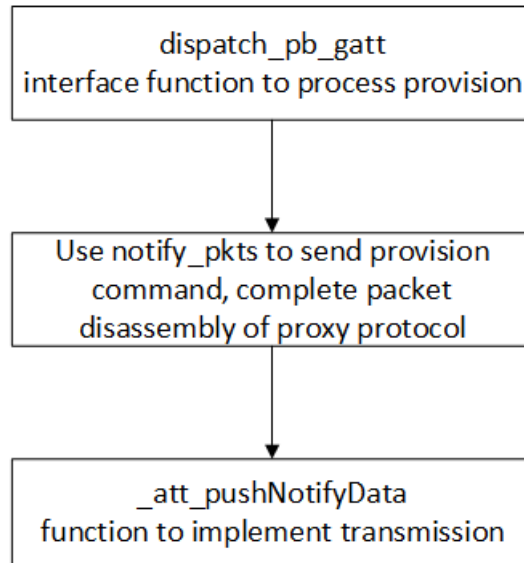 dispatch_pb_gatt
interface function to process provision
Use notify_pkts to send provision
command, complete packet
disassembly of proxy protocol
_att_pushNotifyData
function to implement transmission